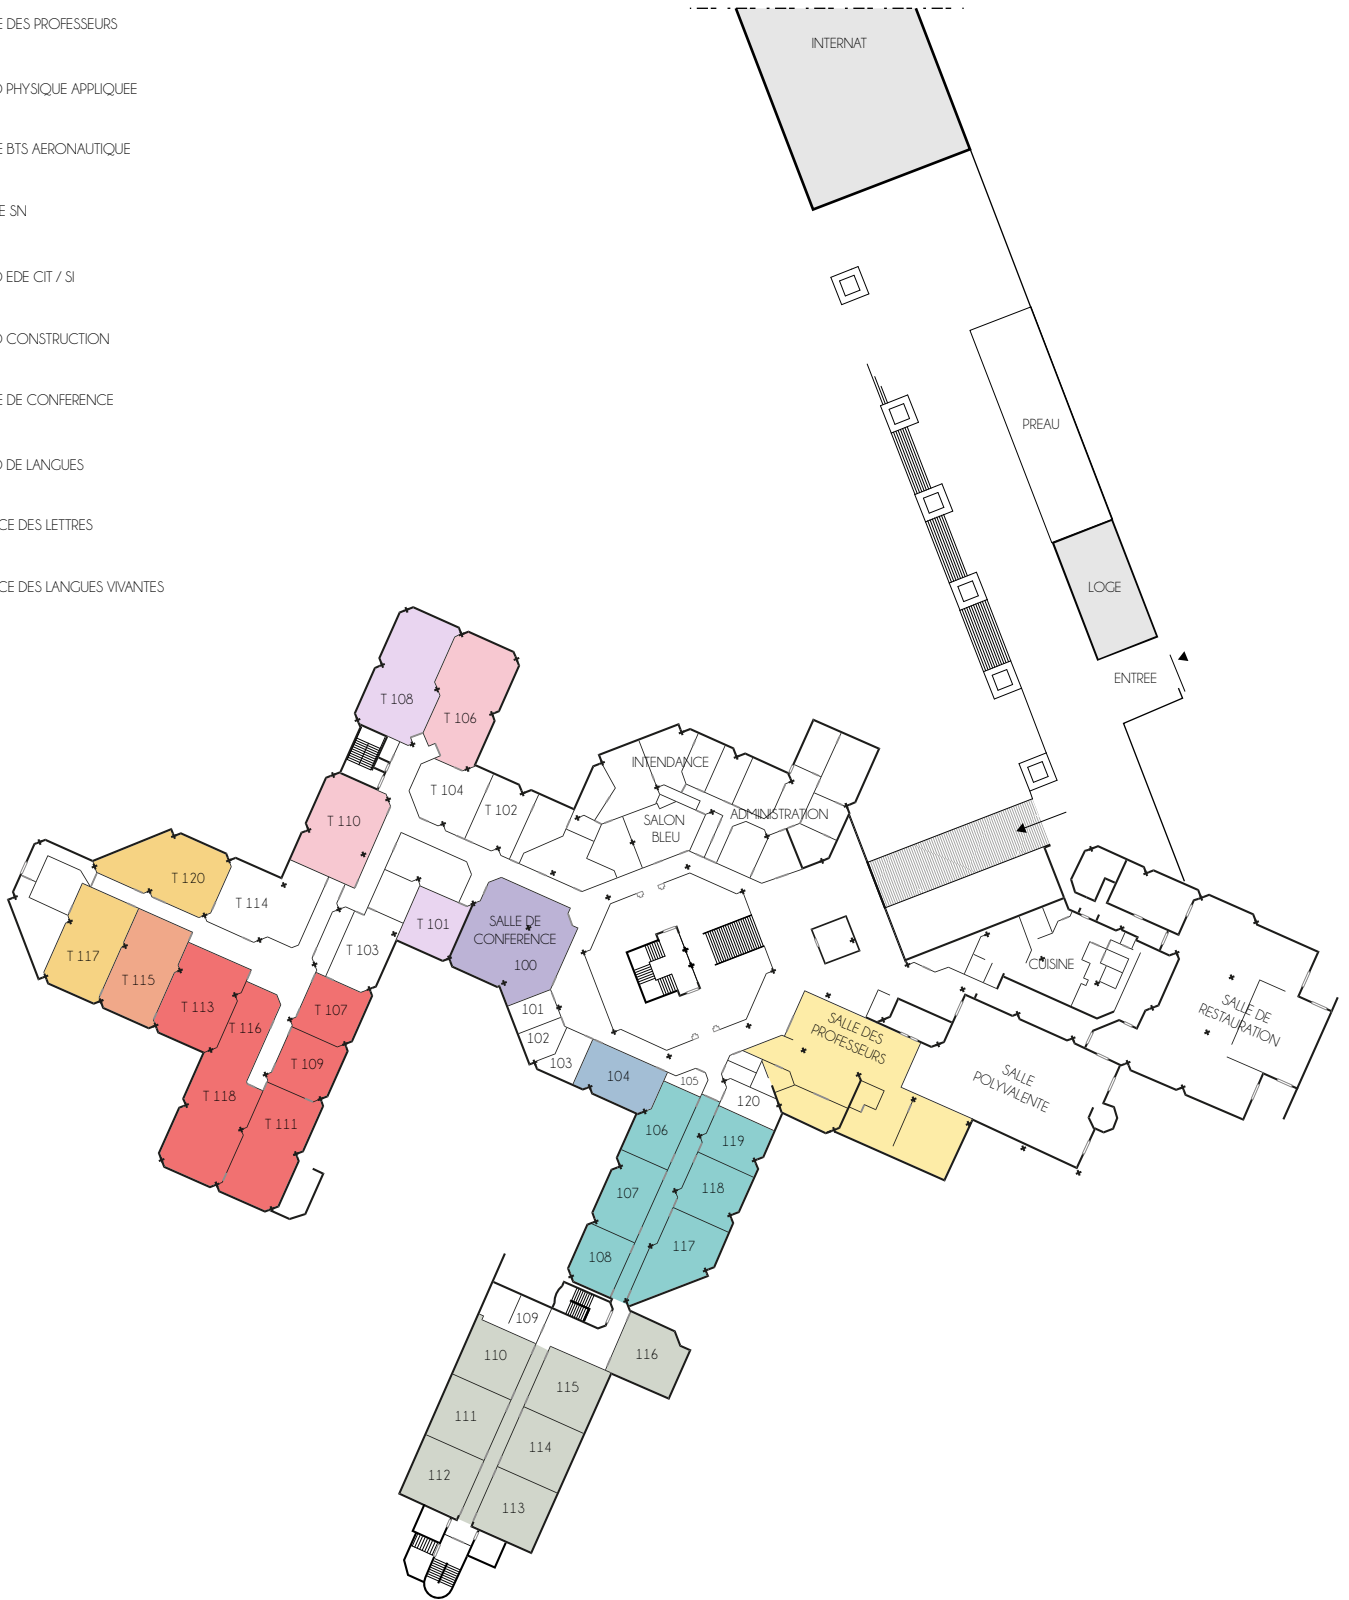 E DES PROFESSEURS
INTERNAT
PHYSIQUE APPLIQUEE
E BTS AERONAUTIQUE
E SN
EDE CIT / SI
CONSTRUCTION
E DE CONFERENCE
PREAU
DE LANGUES
CE DES LETTRES
CE DES LANGUES VIVANTES
LOGE
ENTREE
T 108
T 106
INTENDANCE
T 104
T 102
T 110
SALON
BLEU
ADMINISTRATION
T 120
T 114
T 101
SALLE DE
CONFERENCE
100
T 103
T 117
T 115
CUISINE
T 113
T 116
T 107
101
102
103
SALLE DES
PROFESSEURS
SALLE DE
RESTAURATION
T 109
104
105
SALLE
POLYVALENTE
T 118
T 111
120
106
119
107
118
108
117
109
110
116
115
111
114
112
113